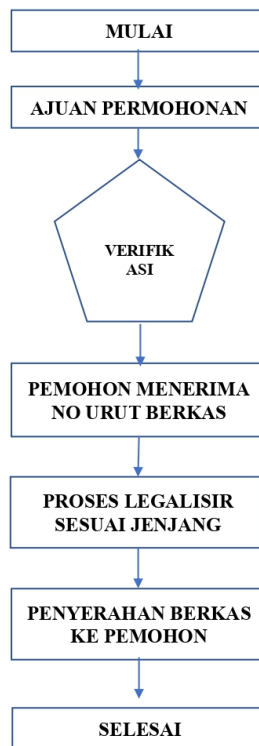 MULAI
AJUAN PERMOHONAN
VERIFIK
ASI
PEMOHON MENERIMA
NO URUT BERKAS
PROSES LEGALISIR
SESUAI JENJANG
PENYERAHAN BERKAS
KE PEMOHON
SELESAI